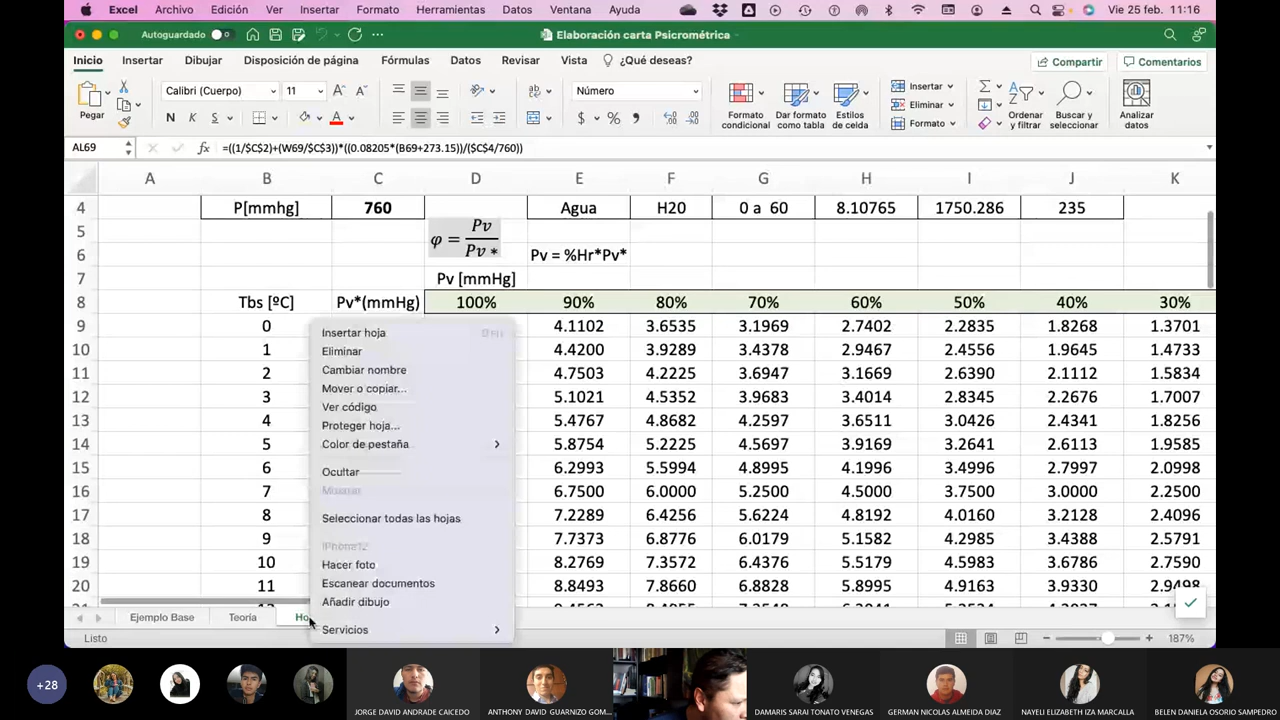 Excel Archivo Edición Ver Insertar Formato Herramientas Datos Ventana Ayuda Vie 25 feb. 11:16
Autoguardado Elaboración carta Psicrométrica
Inicio Insertar Dibujar Disposición de página Fórmulas Datos Revisar Vista ¿Qué desea? Compartir Comentarios
Pegar
Calibri (Cuerpo) 11
N K S
Número
Formato condicional
Dar formato como tabla
Estilos de celda
Insertar
Eliminar
Formato
Ordenar y filtrar
Buscar y seleccionar
Analizar datos
AL69 fx =((1/$C$2)+(W69/$C$3))*((0.08205*(B69+273.15))/($C$4/760))
A B C D E F G H I J K
4 P[mmhg] 760 Agua H20 0 a 60 8.10765 1750.286 235
5 φ = Pv / Pv *
6 Pv = %Hr*Pv*
7 Pv [mmHg]
8 Tbs [ºC] Pv*(mmHg) 100% 90% 80% 70% 60% 50% 40% 30%
9 0 4.1102 3.6535 3.1969 2.7402 2.2835 1.8268 1.3701
10 1 4.4200 3.9289 3.4378 2.9467 2.4556 1.9645 1.4733
11 2 4.7503 4.2225 3.6947 3.1669 2.6390 2.1112 1.5834
12 3 5.1021 4.5352 3.9683 3.4014 2.8345 2.2676 1.7007
13 4 5.4767 4.8682 4.2597 3.6511 3.0426 2.4341 1.8256
14 5 5.8754 5.2225 4.5697 3.9169 3.2641 2.6113 1.9585
15 6 6.2993 5.5994 4.8995 4.1996 3.4996 2.7997 2.0998
16 7 6.7500 6.0000 5.2500 4.5000 3.7500 3.0000 2.2500
17 8 7.2289 6.4256 5.6224 4.8192 4.0160 3.2128 2.4096
18 9 7.7373 6.8776 6.0179 5.1582 4.2985 3.4388 2.5791
19 10 8.2769 7.3572 6.4376 5.5179 4.5983 3.6786 2.7590
20 11 8.8493 7.8660 6.8828 5.8995 4.9163 3.9330 2.9498
Insertar hoja
Eliminar
Cambiar nombre
Mover o copiar...
Ver código
Proteger hoja...
Color de pestaña
Ocultar
Mostrar
Seleccionar todas las hojas
iPhone12
Hacer foto
Escanear documentos
Añadir dibujo
Servicios
Ejemplo Base Teoría Ho
Listo 187%
+28
JORGE DAVID ANDRADE CAICEDO
ANTHONY DAVID GUARNIZO GOM...
DAMARIS SARAI TONATO VENEGAS
GERMAN NICOLAS ALMEIDA DIAZ
NAYELI ELIZABETH IZA MARCALLA
BELEN DANIELA OSORIO SAMPEDRO